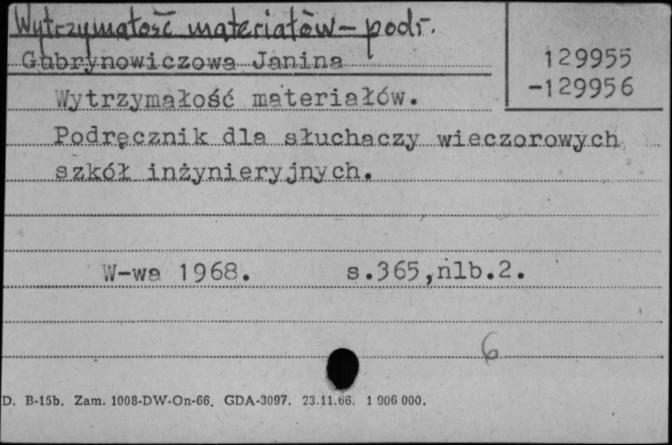 Wytrzymałość materiałów – podr.
Gabrynowiczowa Janina
129955
-129956
Wytrzymałość materiałów.
Podręcznik dla słuchaczy wieczorowych
szkół inżynieryjnych.
W-wa 1968. s.365,nlb.2.
6
D. B-15b. Zam. 1008-DW-On-66. GDA-3097. 23.11.66. 1 906 000.